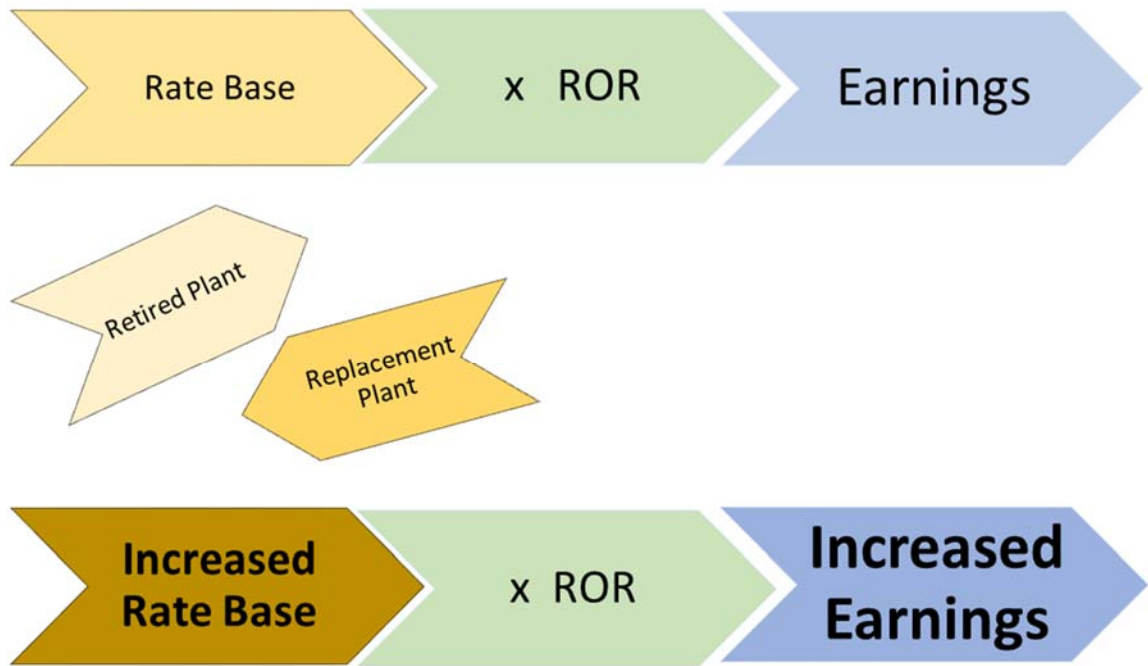 Rate Base
x ROR
Earnings
Retired Plant
Replacement
Plant
Increased
Rate Base
x ROR
Increased
Earnings